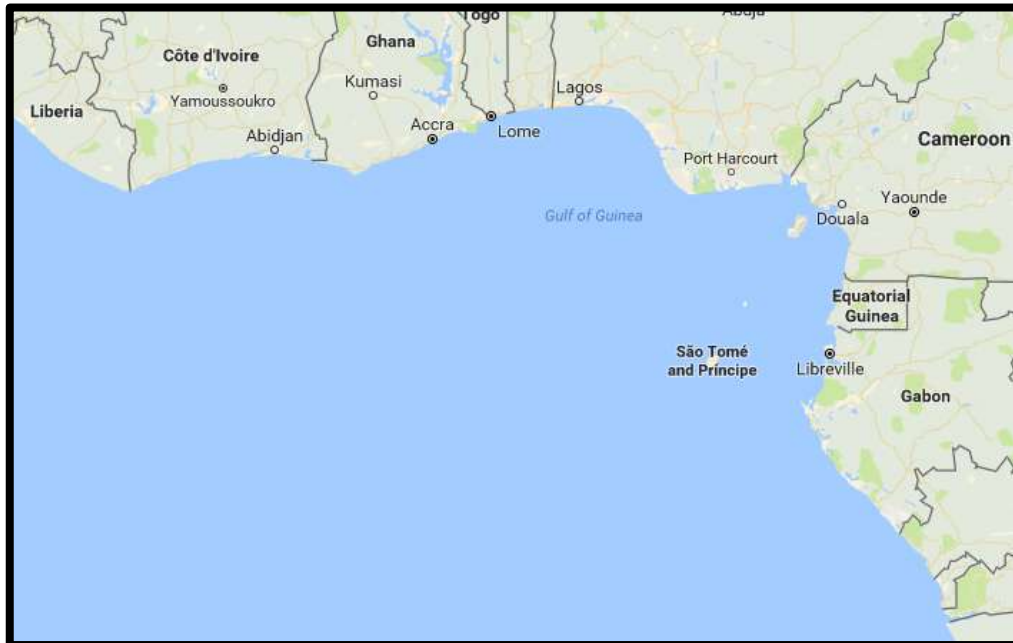 Togo
Abuja
Ghana
Côte d'Ivoire
Kumasi
Lagos
Yamoussoukro
Liberia
Accra
Lome
Abidjan
Cameroon
Port Harcourt
Yaounde
Douala
Gulf of Guinea
Equatorial
Guinea
São Tomé
and Príncipe
Libreville
Gabon